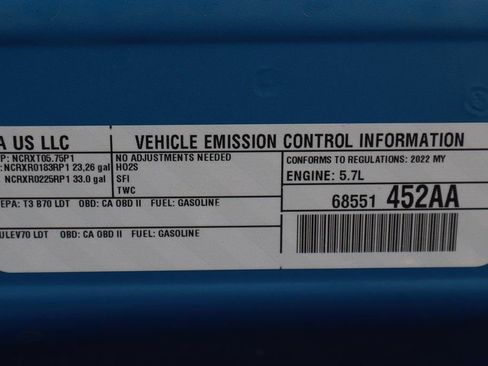 A US LLC
VEHICLE EMISSION CONTROL INFORMATION
P: NCRXT05.75P1
NCRXR0183RP1 23,26 gal
NCRXR0225RP1 33.0 gal
NO ADJUSTMENTS NEEDED
HO2S
SFI
TWC
CONFORMS TO REGULATIONS: 2022 MY
ENGINE: 5.7L
68551 452AA
EPA: T3 B70 LDT OBD: CA OBD II FUEL: GASOLINE
ULEV70 LDT OBD: CA OBD II FUEL: GASOLINE